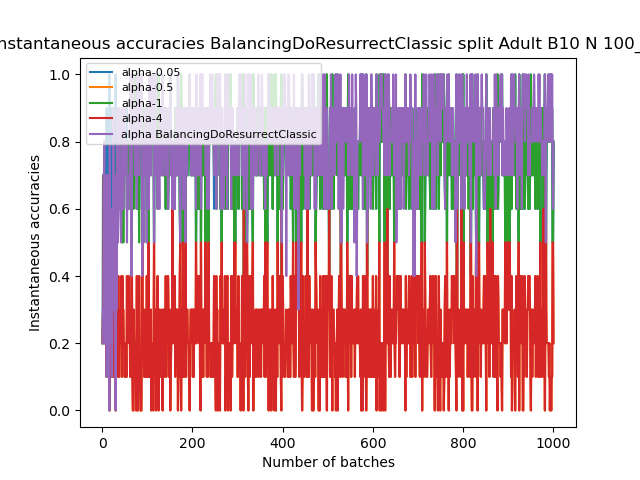 nstantaneous accuracies BalancingDoResurrectClassic split Adult B10 N 100_
alpha-0.05
alpha-0.5
alpha-1
alpha-4
alpha BalancingDoResurrectClassic
1.0
0.8
0.6
0.4
0.2
0.0
Instantaneous accuracies
0
200
400
600
800
1000
Number of batches